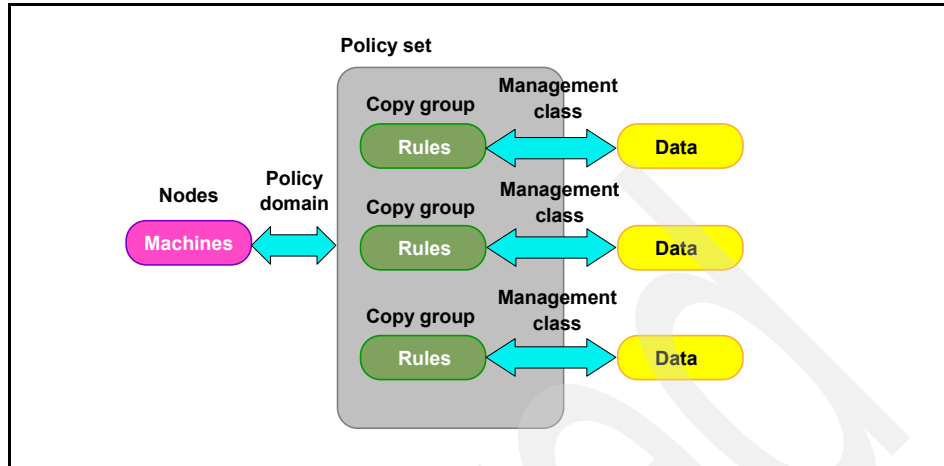 Policy set
Management
class
Copy group
Rules
Data
Management
class
Policy
domain
Nodes
Copy group
Machines
Rules
Data
Management
class
Copy group
Rules
Data